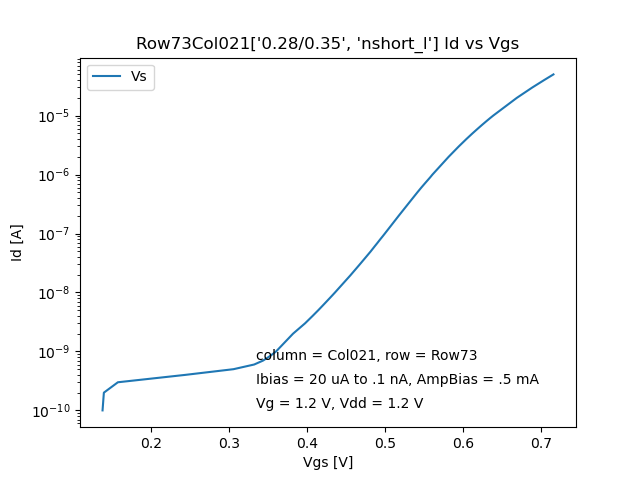 Row73Col021['0.28/0.35', 'nshort_l'] Id vs Vgs
Vs
10⁻⁵
10⁻⁶
10⁻⁷
10⁻⁸
10⁻⁹
10⁻¹⁰
Id [A]
column = Col021, row = Row73
Ibias = 20 uA to .1 nA, AmpBias = .5 mA
Vg = 1.2 V, Vdd = 1.2 V
0.2 0.3 0.4 0.5 0.6 0.7
Vgs [V]